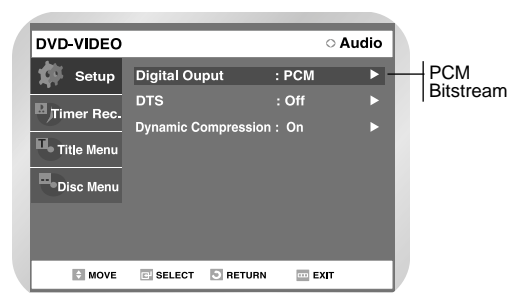 DVD-VIDEO Audio
Setup
Digital Ouput : PCM
PCM
Bitstream
DTS : Off
Timer Rec.
Dynamic Compression : On
Title Menu
Disc Menu
MOVE SELECT RETURN EXIT